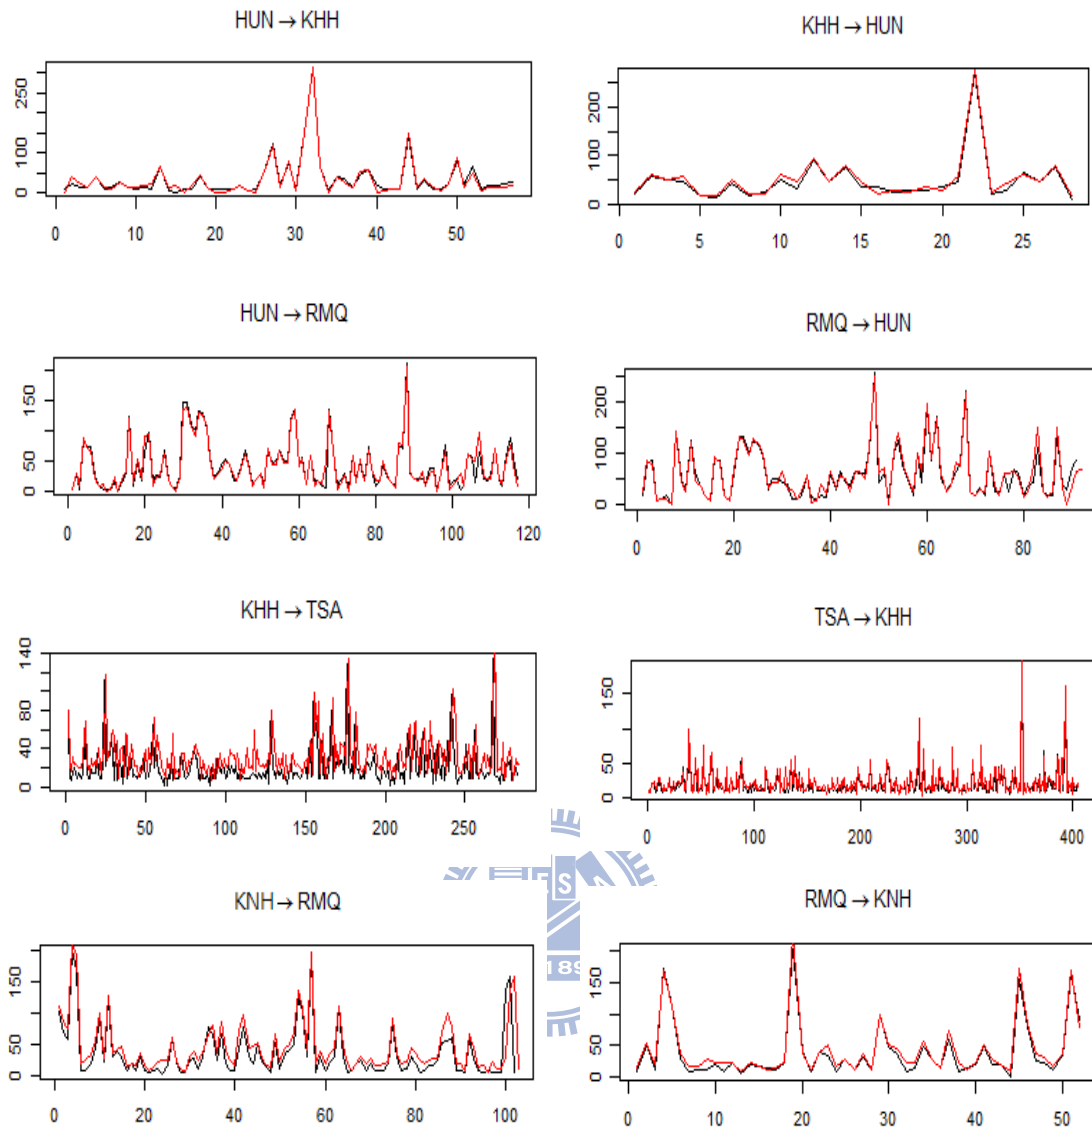 HUN → KHH
KHH → HUN
0 100 250
0 10 20 30 40 50
0 100 200
0 5 10 15 20 25
HUN → RMQ
RMQ → HUN
0 50 150
0 20 40 60 80 100 120
0 100 200
0 20 40 60 80
KHH → TSA
TSA → KHH
0 40 80 140
0 50 100 150 200 250
0 50 150
0 100 200 300 400
S
KNH → RMQ
RMQ → KNH
189
0 50 150
0 20 40 60 80 100
0 50 150
0 10 20 30 40 50